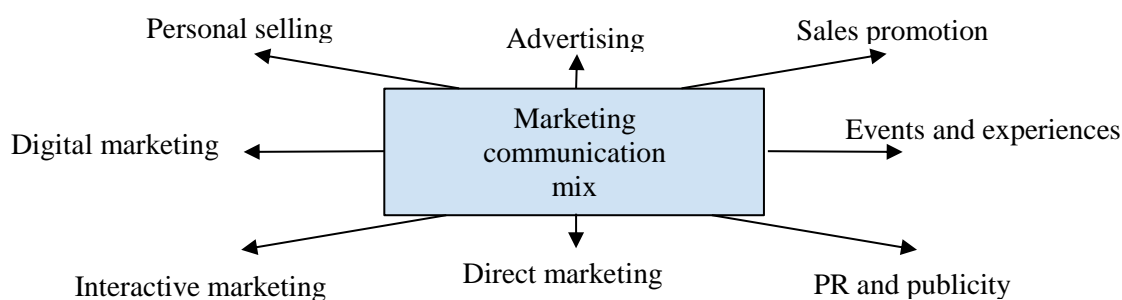 Personal selling
Advertising
Sales promotion
Marketing
communication
mix
Digital marketing
Events and experiences
Interactive marketing
Direct marketing
PR and publicity